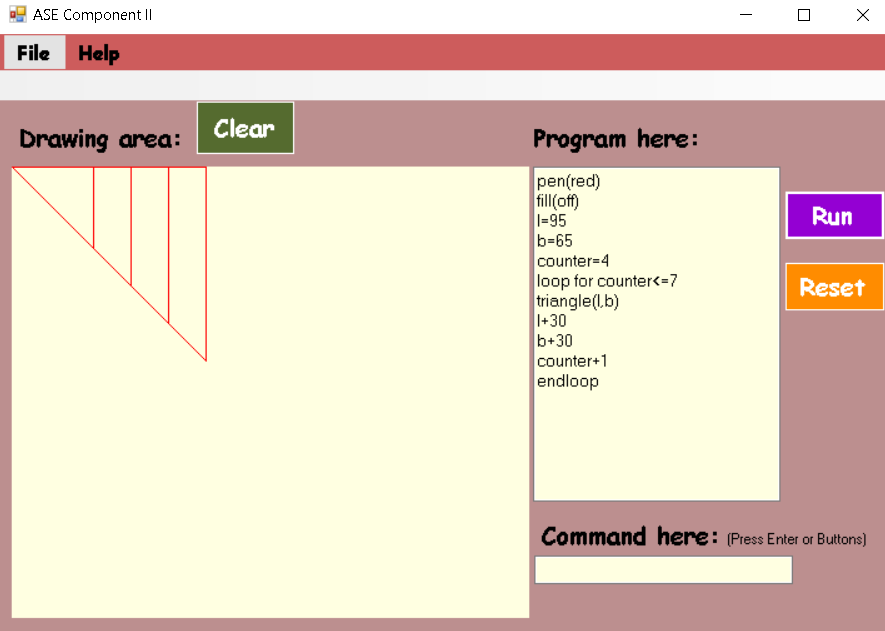 ASE Component II
File Help
Drawing area: Clear
Program here:
pen(red)
fill(off)
l=95
b=65
counter=4
loop for counter<=7
triangle(l,b)
l+30
b+30
counter+1
endloop
Run
Reset
Command here: (Press Enter or Buttons)